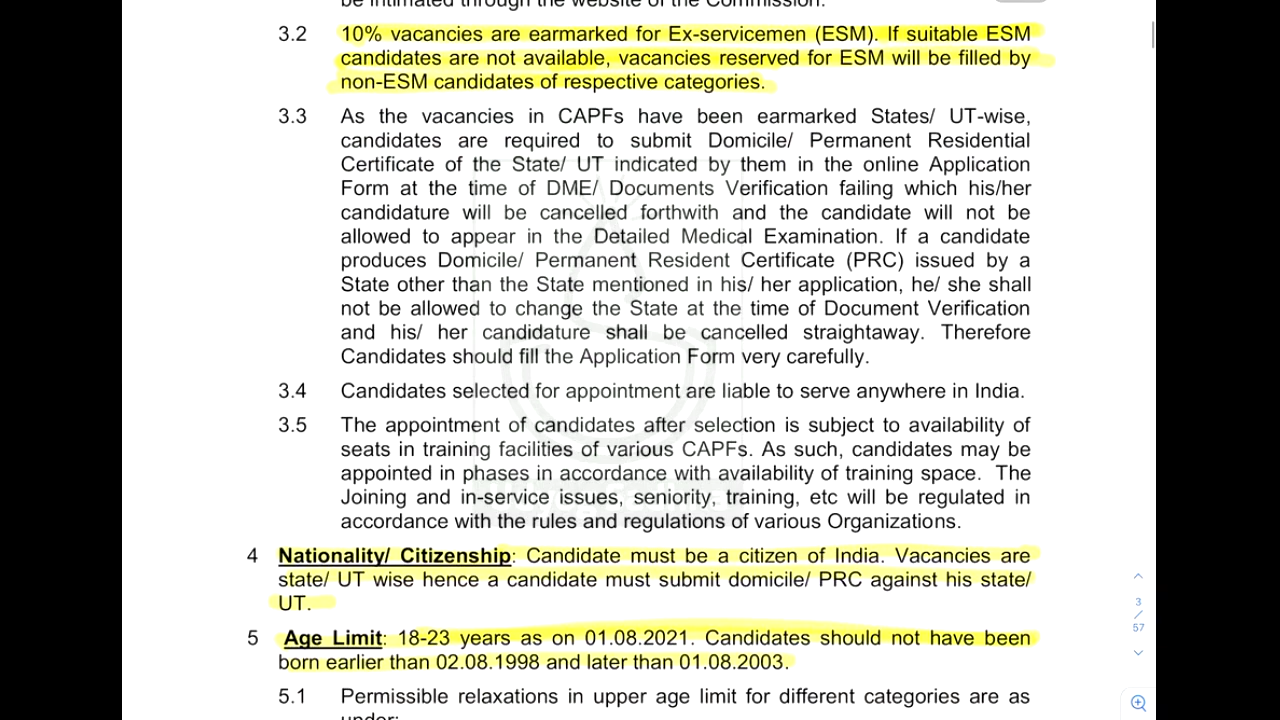 be intimated through the website of the Commission.
3.2 10% vacancies are earmarked for Ex-servicemen (ESM). If suitable ESM
candidates are not available, vacancies reserved for ESM will be filled by
non-ESM candidates of respective categories.
3.3 As the vacancies in CAPFs have been earmarked States/ UT-wise,
candidates are required to submit Domicile/ Permanent Residential
Certificate of the State/ UT indicated by them in the online Application
Form at the time of DME/ Documents Verification failing which his/her
candidature will be cancelled forthwith and the candidate will not be
allowed to appear in the Detailed Medical Examination. If a candidate
produces Domicile/ Permanent Resident Certificate (PRC) issued by a
State other than the State mentioned in his/ her application, he/ she shall
not be allowed to change the State at the time of Document Verification
and his/ her candidature shall be cancelled straightaway. Therefore
Candidates should fill the Application Form very carefully.
3.4 Candidates selected for appointment are liable to serve anywhere in India.
3.5 The appointment of candidates after selection is subject to availability of
seats in training facilities of various CAPFs. As such, candidates may be
appointed in phases in accordance with availability of training space. The
Joining and in-service issues, seniority, training, etc will be regulated in
accordance with the rules and regulations of various Organizations.
4 Nationality/ Citizenship: Candidate must be a citizen of India. Vacancies are
state/ UT wise hence a candidate must submit domicile/ PRC against his state/
UT.
5 Age Limit: 18-23 years as on 01.08.2021. Candidates should not have been
born earlier than 02.08.1998 and later than 01.08.2003.
5.1 Permissible relaxations in upper age limit for different categories are as
under:
3
/
57